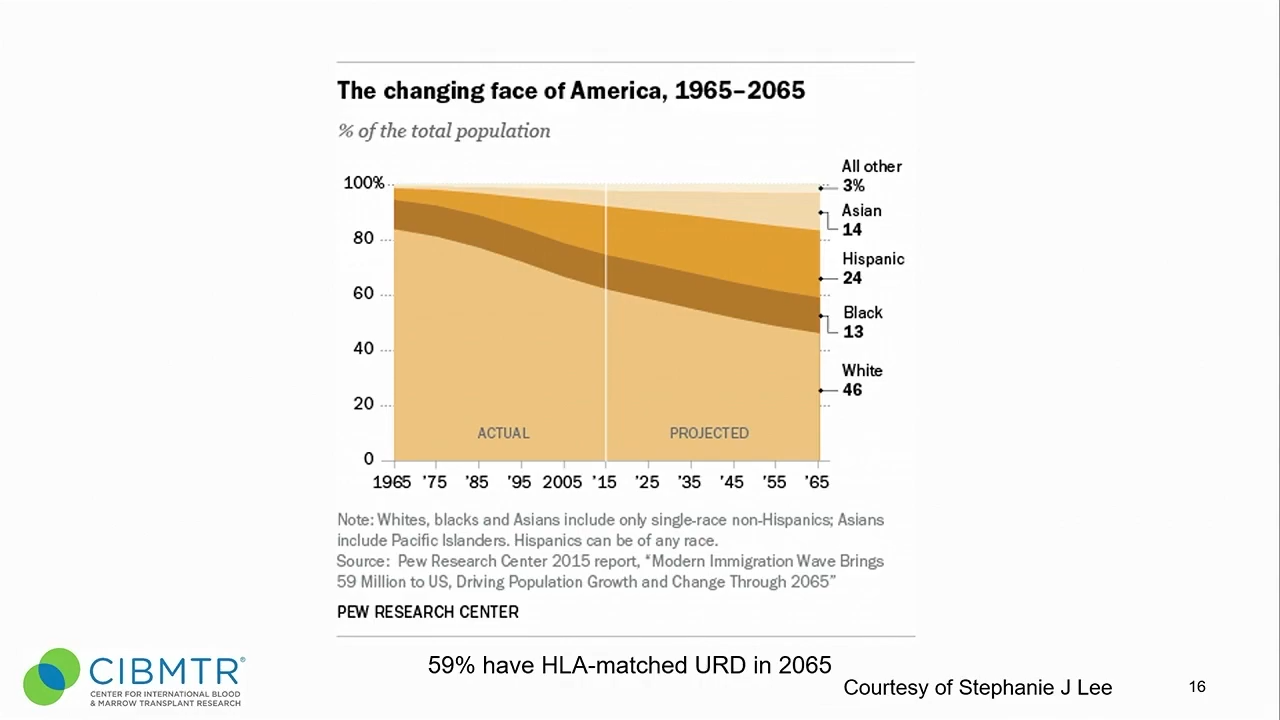 The changing face of America, 1965–2065
% of the total population
All other
3%
Asian
14
Hispanic
24
Black
13
White
46
100%
80
60
40
20
0
ACTUAL
PROJECTED
1965 ’75 ’85 ’95 2005 ’15 ’25 ’35 ’45 ’55 ’65
Note: Whites, blacks and Asians include only single-race non-Hispanics; Asians
include Pacific Islanders. Hispanics can be of any race.
Source: Pew Research Center 2015 report, “Modern Immigration Wave Brings
59 Million to US, Driving Population Growth and Change Through 2065”
PEW RESEARCH CENTER
59% have HLA-matched URD in 2065
CIBMTR®
CENTER FOR INTERNATIONAL BLOOD
& MARROW TRANSPLANT RESEARCH
Courtesy of Stephanie J Lee
16